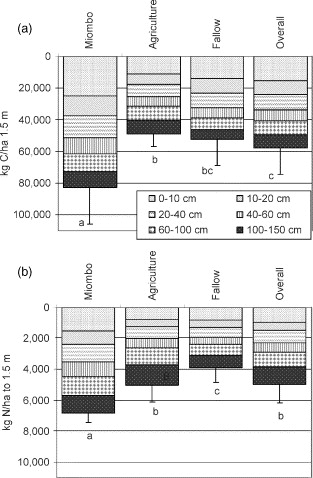 (a)
Miombo
Agriculture
Fallow
Overall
kg C/ha 1.5 m
0
20,000
40,000
60,000
80,000
100,000
a
b
bc
c
0-10 cm
10-20 cm
20-40 cm
40-60 cm
60-100 cm
100-150 cm
(b)
Miombo
Agriculture
Fallow
Overall
kg N/ha to 1.5 m
0
2,000
4,000
6,000
8,000
10,000
a
b
c
b